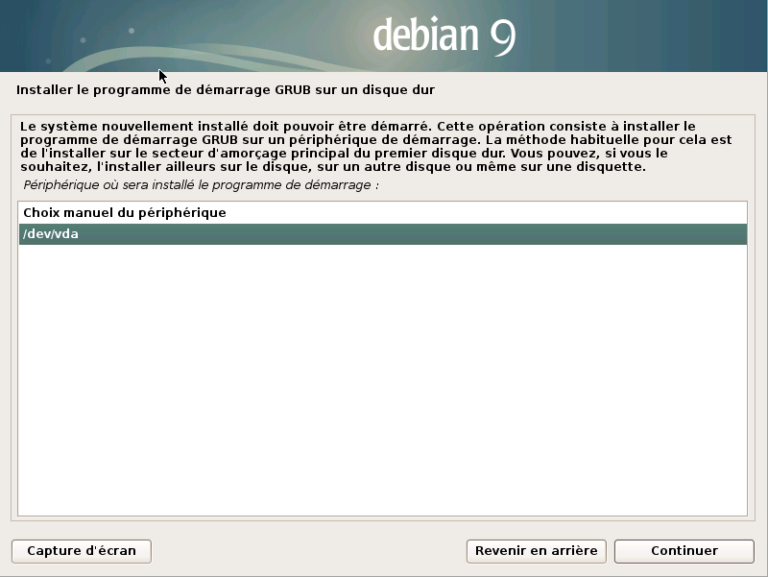 debian 9
Installer le programme de démarrage GRUB sur un disque dur
Le système nouvellement installé doit pouvoir être démarré. Cette opération consiste à installer le
programme de démarrage GRUB sur un périphérique de démarrage. La méthode habituelle pour cela est
de l'installer sur le secteur d'amorçage principal du premier disque dur. Vous pouvez, si vous le
souhaitez, l'installer ailleurs sur le disque, sur un autre disque ou même sur une disquette.
Périphérique où sera installé le programme de démarrage :
Choix manuel du périphérique
/dev/vda
Capture d'écran
Revenir en arrière
Continuer